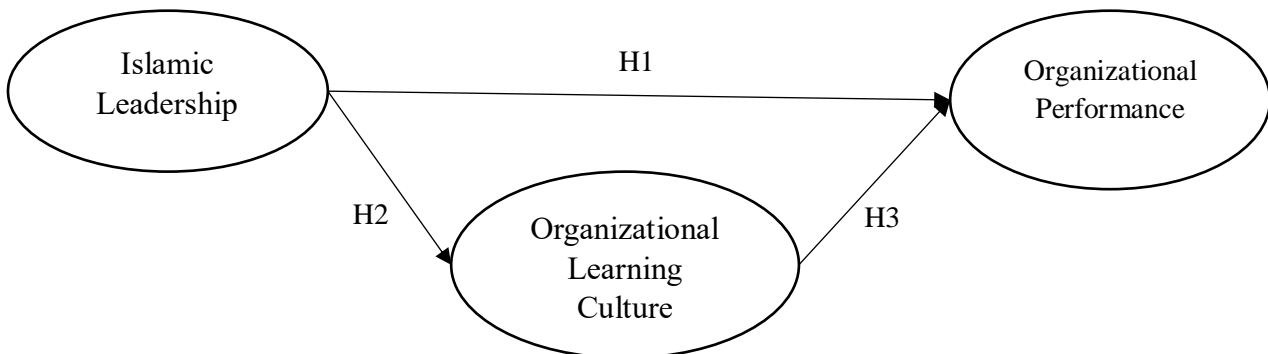 Islamic
Leadership
H1
Organizational
Performance
H2
Organizational
Learning
Culture
H3